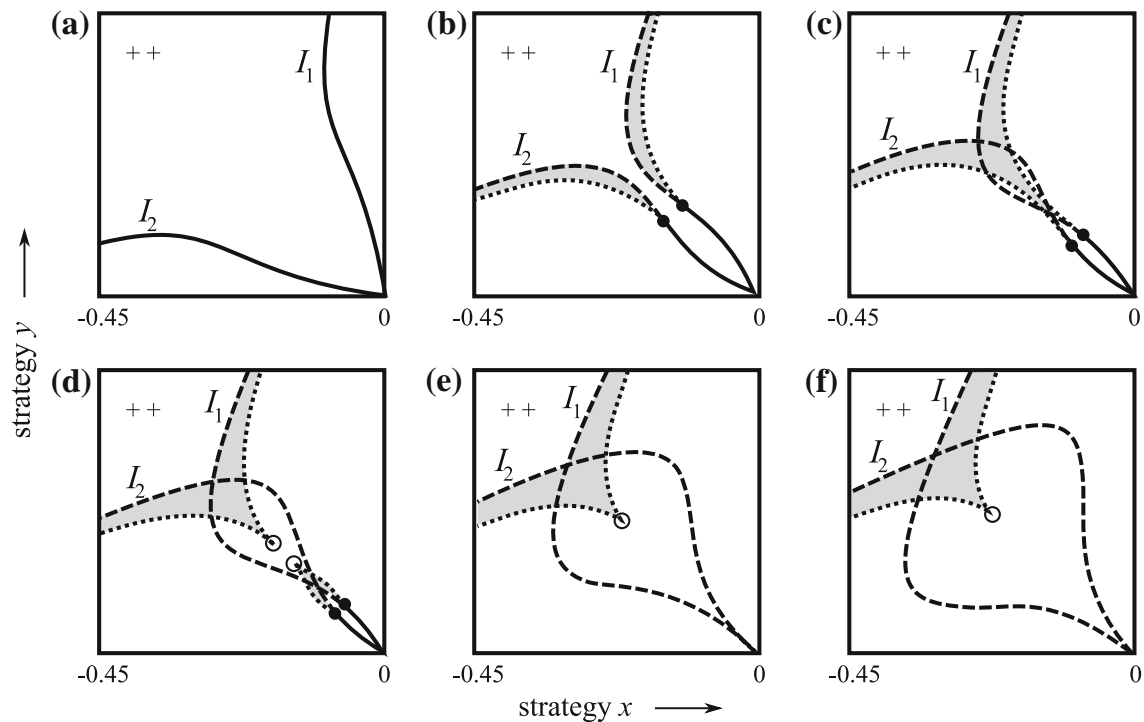 (a) (b) (c)
+ + + + + +
I1 I1 I1
I2 I2 I2
-0.45 0 -0.45 0 -0.45 0
strategy y
(d) (e) (f)
+ + + + + +
I1 I1 I1
I2 I2 I2
-0.45 0 -0.45 0 -0.45 0
strategy x